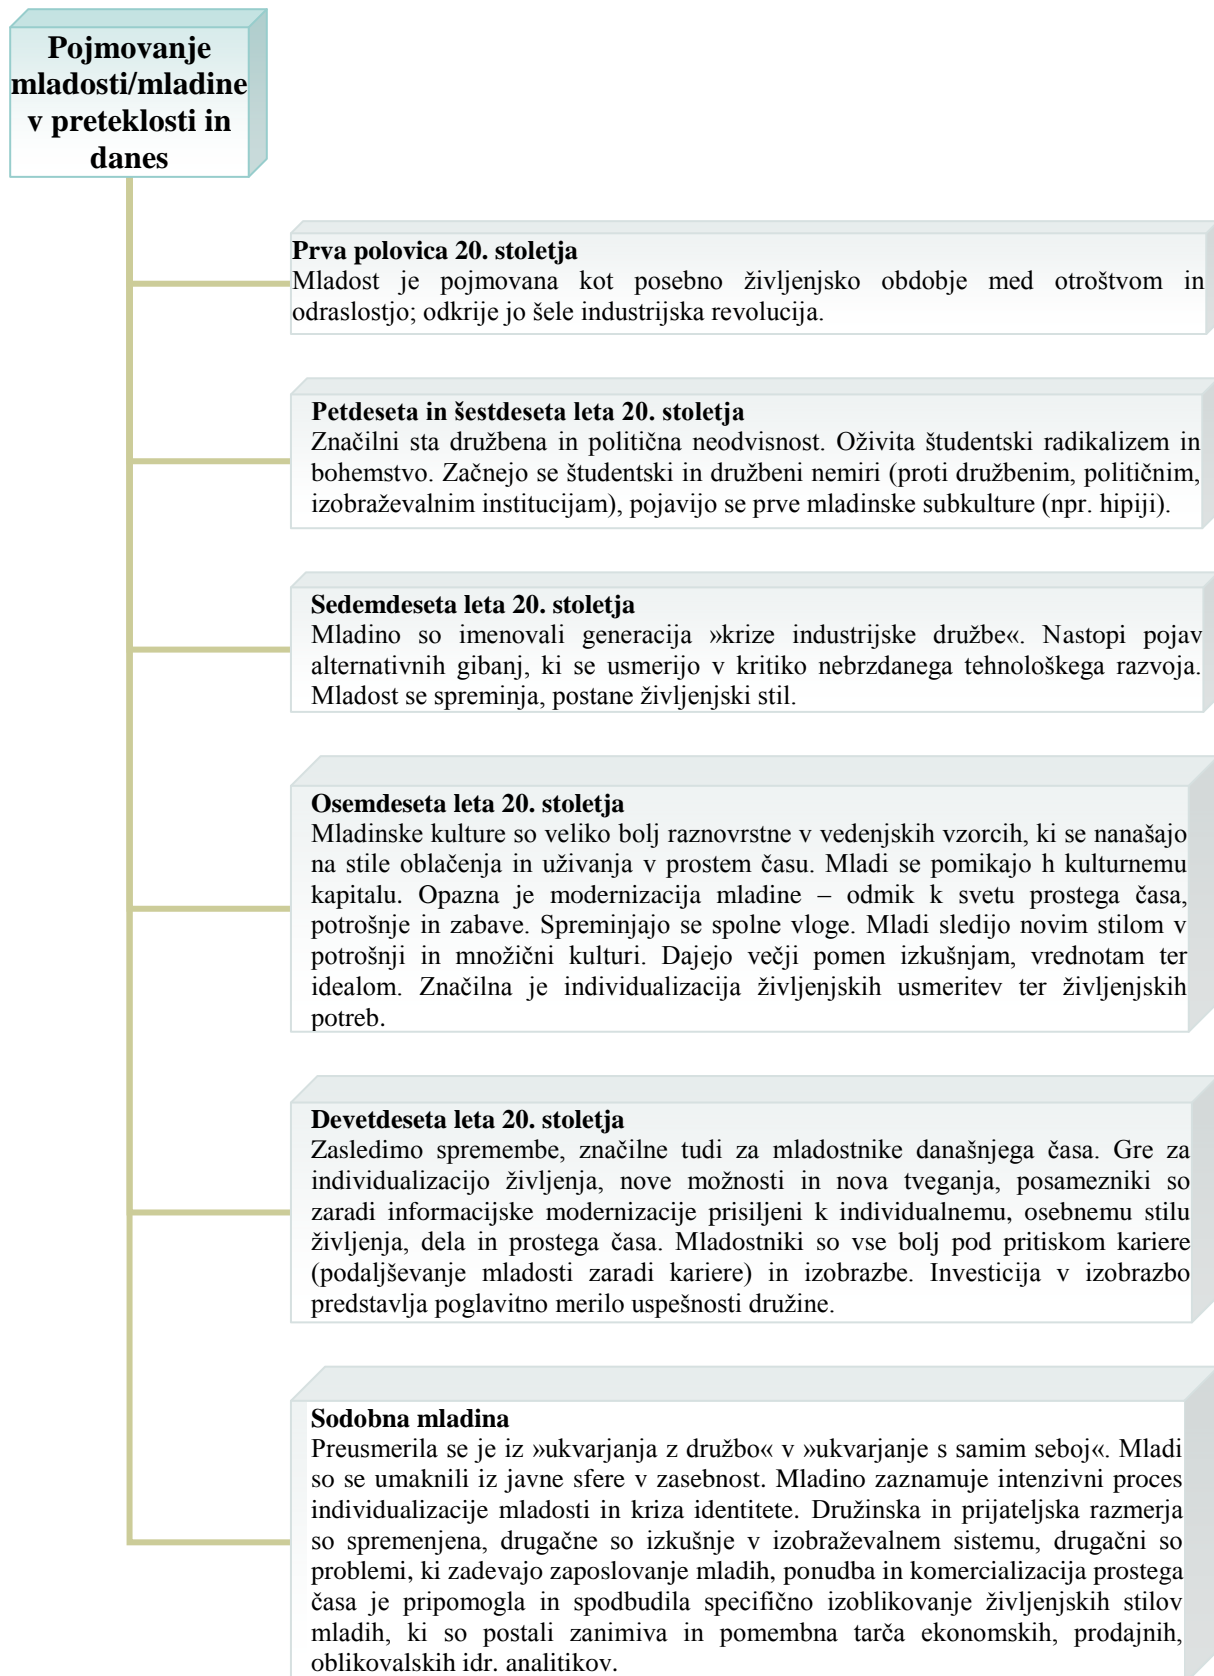 Pojmovanje
mladosti/mladine
v preteklosti in
danes
Prva polovica 20. stoletja
Mladost je pojmovana kot posebno življenjsko obdobje med otroštvom in
odraslostjo; odkrije jo šele industrijska revolucija.
Petdeseta in šestdeseta leta 20. stoletja
Značilni sta družbena in politična neodvisnost. Oživita študentski radikalizem in
bohemstvo. Začnejo se študentski in družbeni nemiri (proti družbenim, političnim,
izobraževalnim institucijam), pojavijo se prve mladinske subkulture (npr. hipiji).
Sedemdeseta leta 20. stoletja
Mladino so imenovali generacija »krize industrijske družbe«. Nastopi pojav
alternativnih gibanj, ki se usmerijo v kritiko nebrzdanega tehnološkega razvoja.
Mladost se spreminja, postane življenjski stil.
Osemdeseta leta 20. stoletja
Mladinske kulture so veliko bolj raznovrstne v vedenjskih vzorcih, ki se nanašajo
na stile oblačenja in uživanja v prostem času. Mladi se pomikajo h kulturnemu
kapitalu. Opazna je modernizacija mladine – odmik k svetu prostega časa,
potrošnje in zabave. Spreminjajo se spolne vloge. Mladi sledijo novim stilom v
potrošnji in množični kulturi. Dajejo večji pomen izkušnjam, vrednotam ter
idealom. Značilna je individualizacija življenjskih usmeritev ter življenjskih
potreb.
Devetdeseta leta 20. stoletja
Zasledimo spremembe, značilne tudi za mladostnike današnjega časa. Gre za
individualizacijo življenja, nove možnosti in nova tveganja, posamezniki so
zaradi informacijske modernizacije prisiljeni k individualnemu, osebnemu stilu
življenja, dela in prostega časa. Mladostniki so vse bolj pod pritiskom kariere
(podaljševanje mladosti zaradi kariere) in izobrazbe. Investicija v izobrazbo
predstavlja poglavitno merilo uspešnosti družine.
Sodobna mladina
Preusmerila se je iz »ukvarjanja z družbo« v »ukvarjanje s samim seboj«. Mladi
so se umaknili iz javne sfere v zasebnost. Mladino zaznamuje intenzivni proces
individualizacije mladosti in kriza identitete. Družinska in prijateljska razmerja
so spremenjena, drugačne so izkušnje v izobraževalnem sistemu, drugačni so
problemi, ki zadevajo zaposlovanje mladih, ponudba in komercializacija prostega
časa je pripomogla in spodbudila specifično izoblikovanje življenjskih stilov
mladih, ki so postali zanimiva in pomembna tarča ekonomskih, prodajnih,
oblikovalskih idr. analitikov.